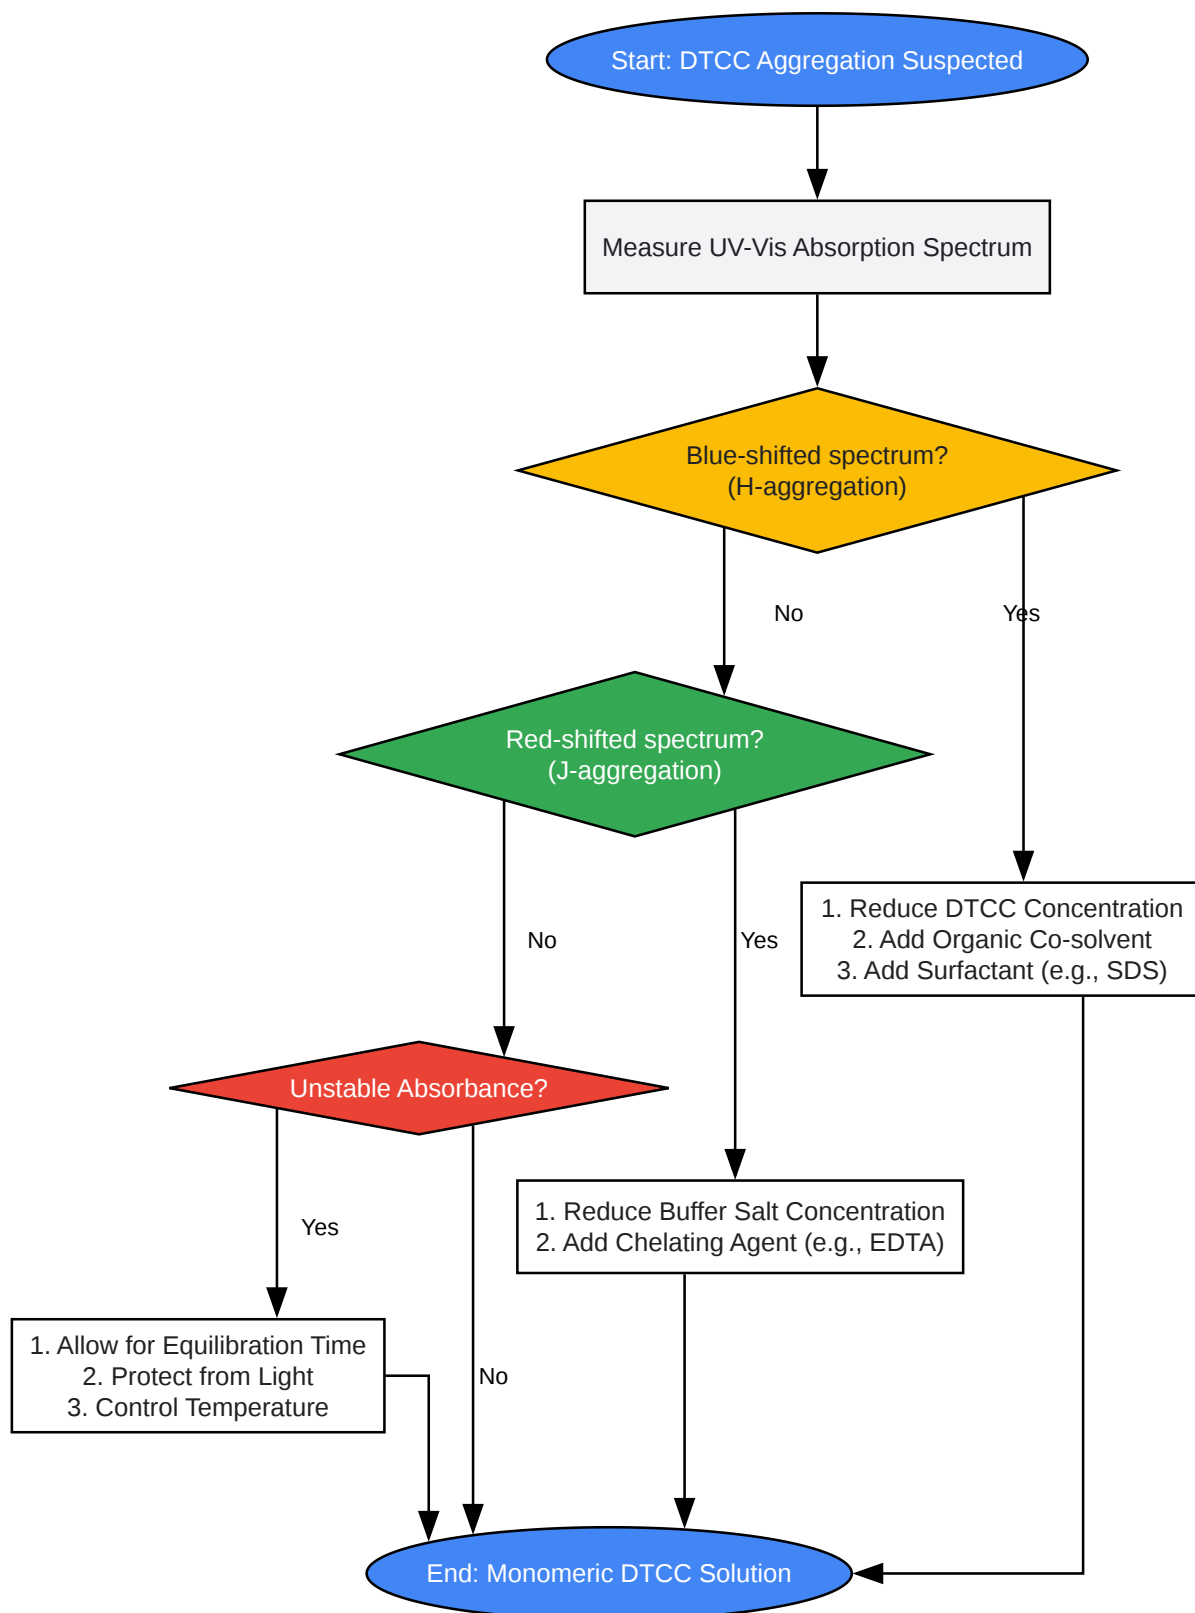 Start: DTCC Aggregation Suspected
Measure UV-Vis Absorption Spectrum
Blue-shifted spectrum?
(H-aggregation)
No
Yes
Red-shifted spectrum?
(J-aggregation)
1. Reduce DTCC Concentration
2. Add Organic Co-solvent
3. Add Surfactant (e.g., SDS)
No
Yes
Unstable Absorbance?
1. Reduce Buffer Salt Concentration
2. Add Chelating Agent (e.g., EDTA)
Yes
1. Allow for Equilibration Time
2. Protect from Light
3. Control Temperature
No
End: Monomeric DTCC Solution